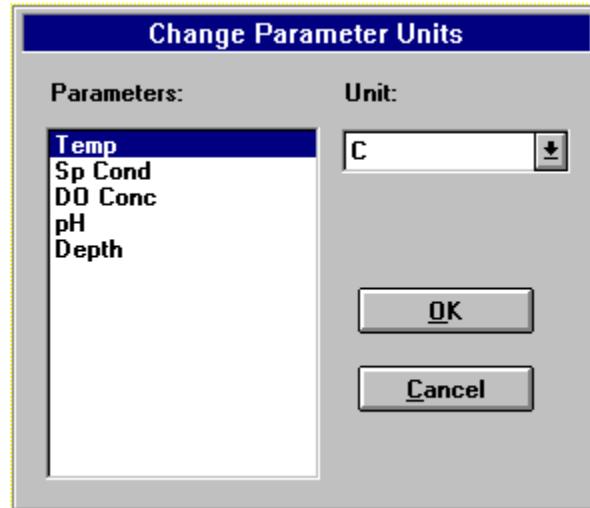 Change Parameter Units
Parameters:
Unit:
Temp
Sp Cond
DO Conc
pH
Depth
C
OK
Cancel